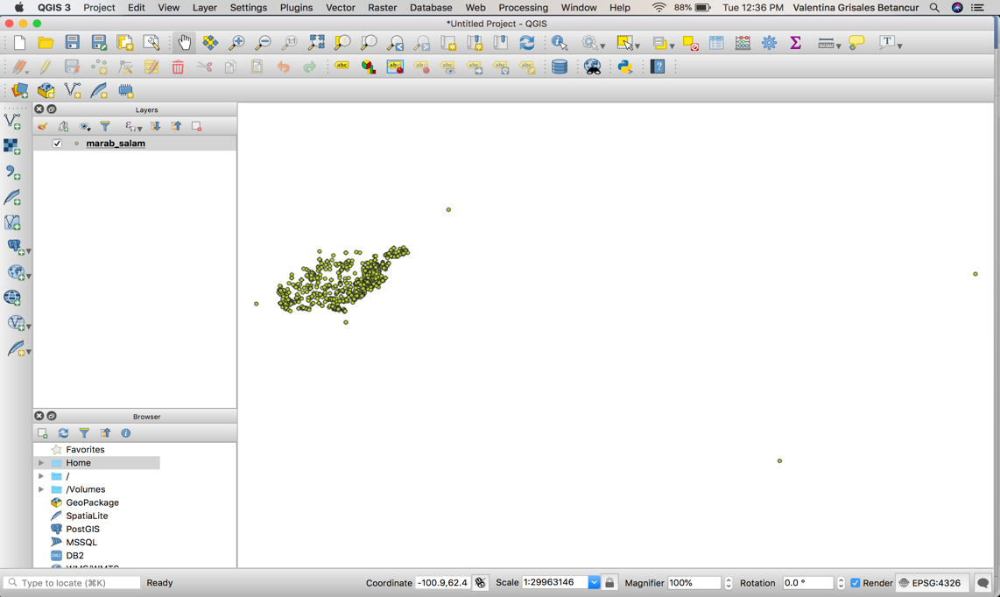 QGIS 3 Project Edit View Layer Settings Plugins Vector Raster Database Web Processing Window Help 88% Tue 12:36 PM Valentina Grisales Betancur
*Untitled Project - QGIS
Layers
marab_salam
Browser
Favorites
Home
/
/Volumes
GeoPackage
SpatiaLite
PostGIS
MSSQL
DB2
WMS/WMTS
Type to locate (⌘K) Ready Coordinate -100.9,62.4 Scale 1:29963146 Magnifier 100% Rotation 0.0 ° Render EPSG:4326